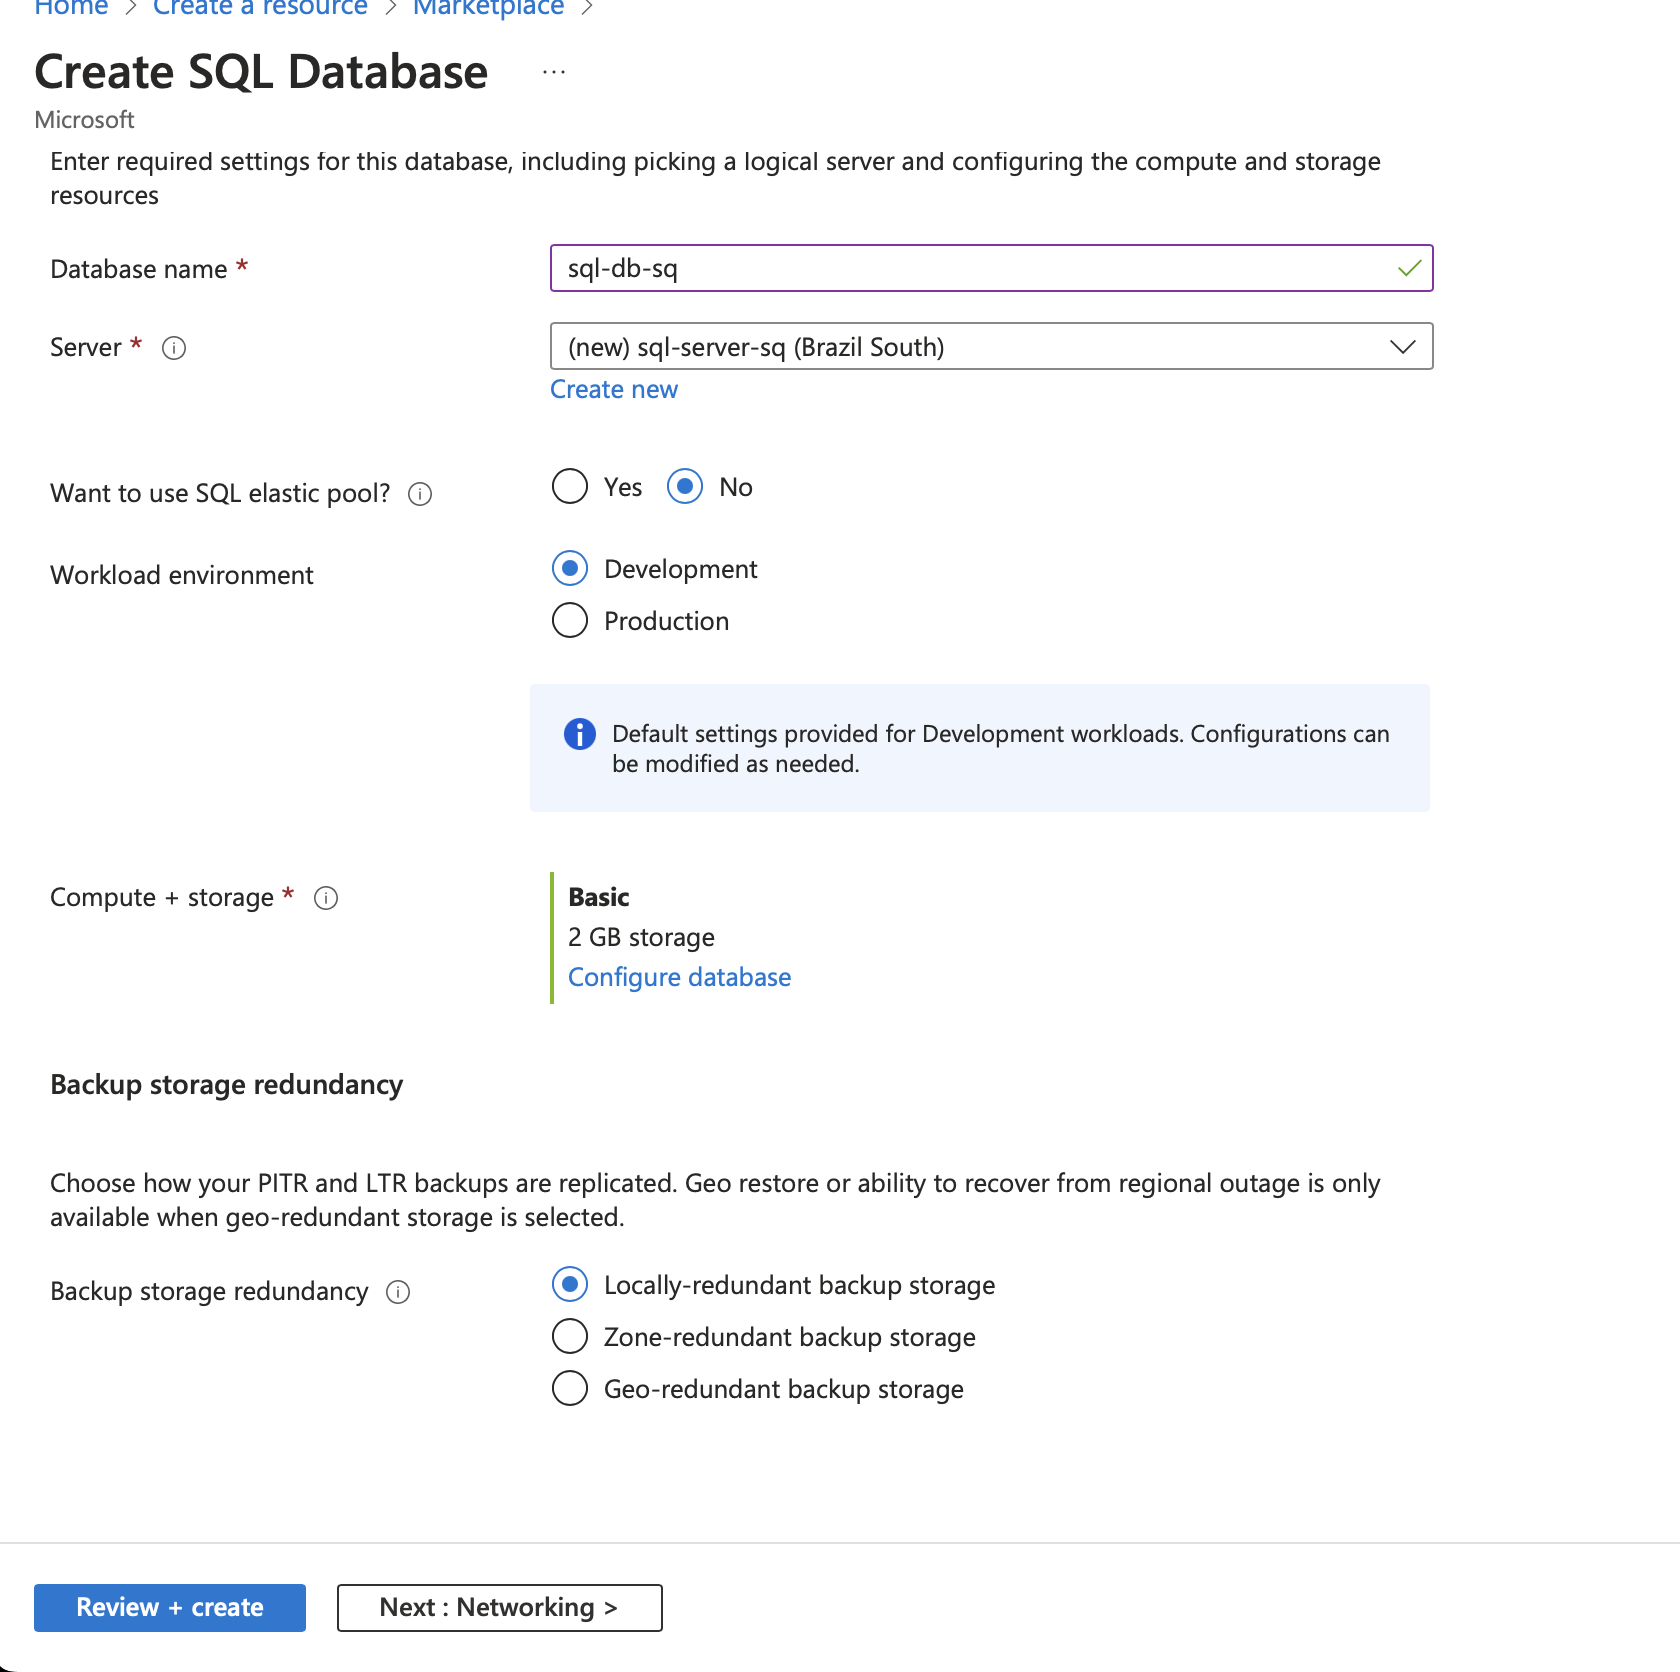 Home > Create a resource > Marketplace >
Create SQL Database ...
Microsoft
Enter required settings for this database, including picking a logical server and configuring the compute and storage
resources
Database name *
sql-db-sq
Server *
(new) sql-server-sq (Brazil South)
Create new
Want to use SQL elastic pool?
Yes No
Workload environment
Development
Production
Default settings provided for Development workloads. Configurations can
be modified as needed.
Compute + storage *
Basic
2 GB storage
Configure database
Backup storage redundancy
Choose how your PITR and LTR backups are replicated. Geo restore or ability to recover from regional outage is only
available when geo-redundant storage is selected.
Backup storage redundancy
Locally-redundant backup storage
Zone-redundant backup storage
Geo-redundant backup storage
Review + create
Next : Networking >